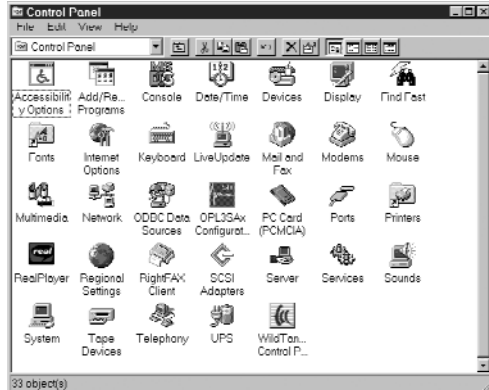 Control Panel
File Edit View Help
Control Panel
Accessibilit
y Options
Add/Re...
Programs
Console
Date/Time
Devices
Display
Find Fast
Fonts
Internet
Options
Keyboard
LiveUpdate
Mail and
Fax
Modems
Mouse
Multimedia
Network
ODBC Data
Sources
OPL3SAx
Configurat...
PC Card
(PCMCIA)
Ports
Printers
real
RealPlayer
Regional
Settings
RightFAX
Client
SCSI
Adapters
Server
Services
Sounds
System
Tape
Devices
Telephony
UPS
WildTan...
Control P...
33 object(s)